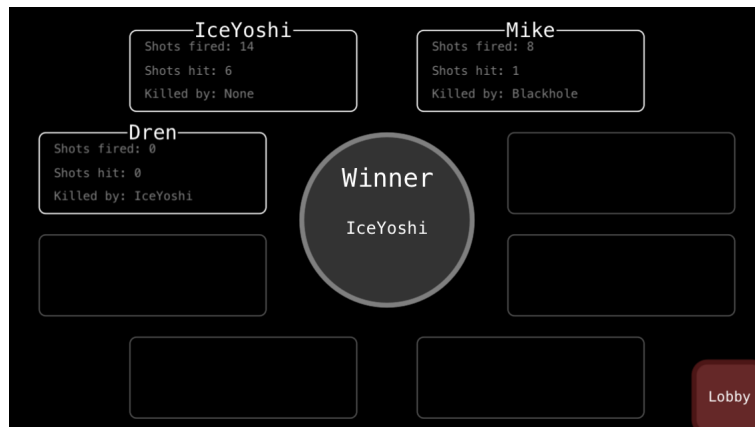 IceYoshi
Shots fired: 14
Shots hit: 6
Killed by: None
Mike
Shots fired: 8
Shots hit: 1
Killed by: Blackhole
Dren
Shots fired: 0
Shots hit: 0
Killed by: IceYoshi
Winner
IceYoshi
Lobby